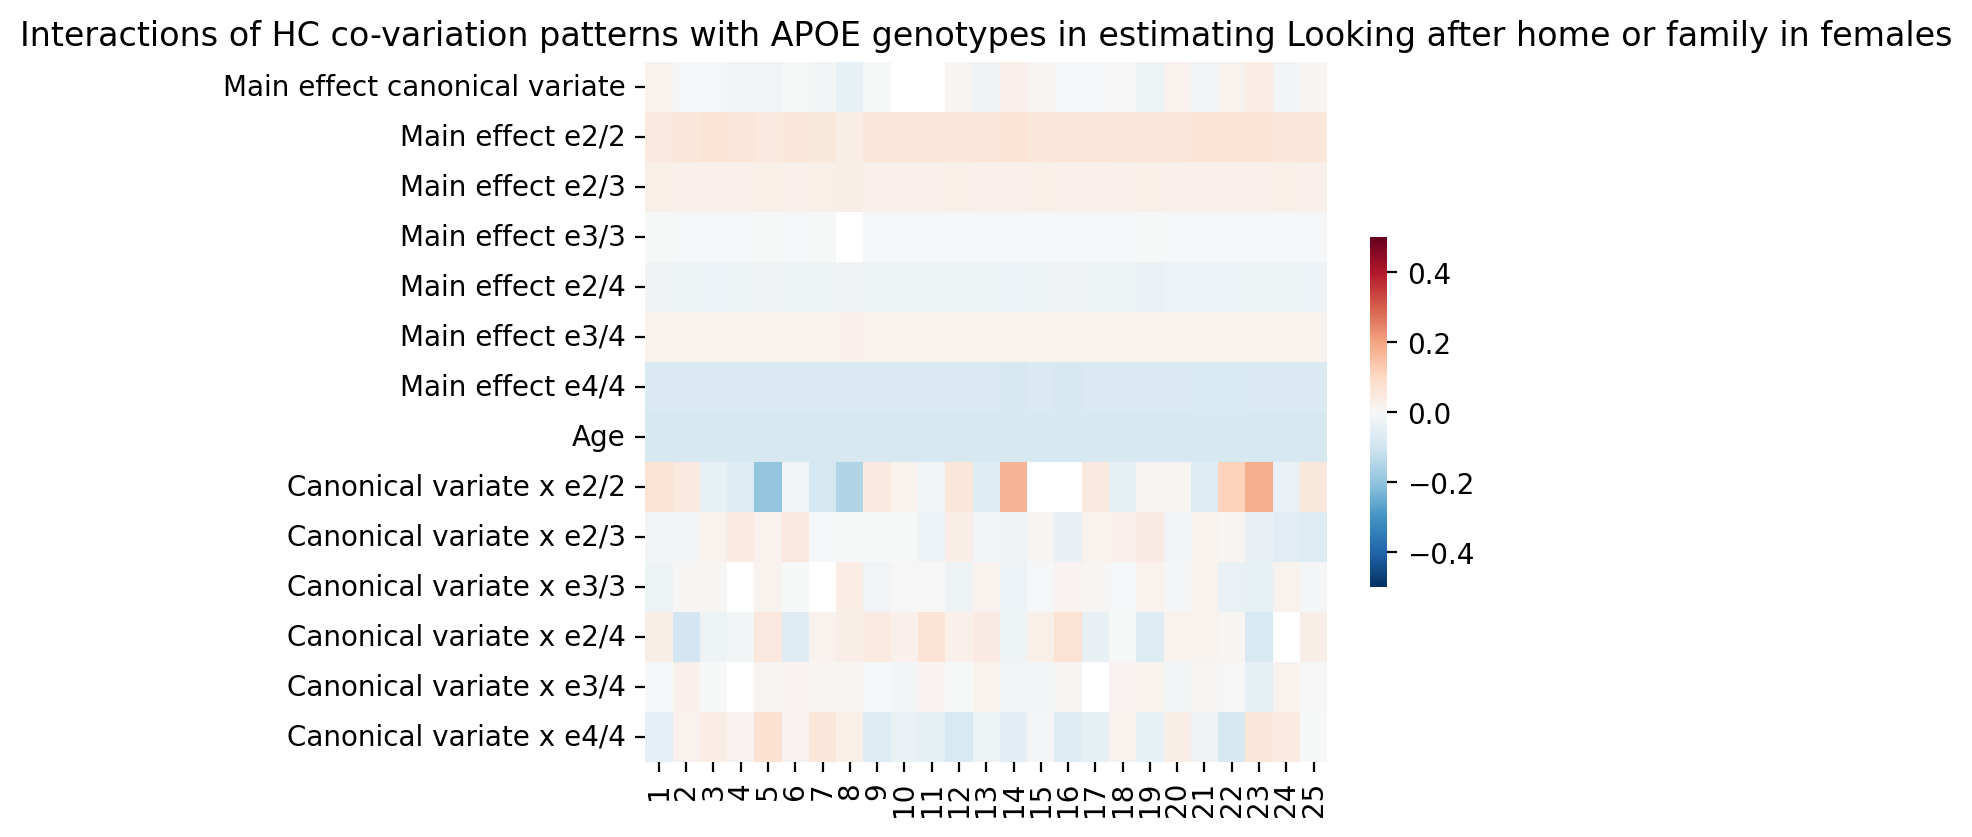 Interactions of HC co-variation patterns with APOE genotypes in estimating Looking after home or family in females
Main effect canonical variate
Main effect e2/2
Main effect e2/3
Main effect e3/3
Main effect e2/4
Main effect e3/4
Main effect e4/4
Age
Canonical variate x e2/2
Canonical variate x e2/3
Canonical variate x e3/3
Canonical variate x e2/4
Canonical variate x e3/4
Canonical variate x e4/4
1 2 3 4 5 6 7 8 9 10 11 12 13 14 15 16 17 18 19 20 21 22 23 24 25
0.4
0.2
0.0
−0.2
−0.4